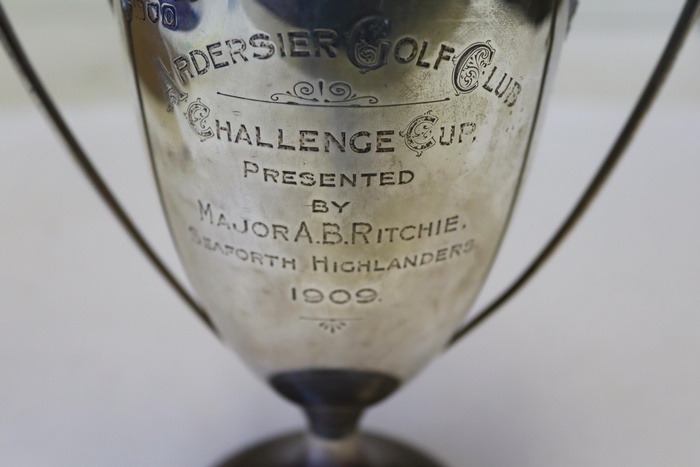 ARDERSIER GOLF CLUB
CHALLENGE CUP.
PRESENTED
BY
MAJOR A.B. RITCHIE.
SEAFORTH HIGHLANDERS
1909.